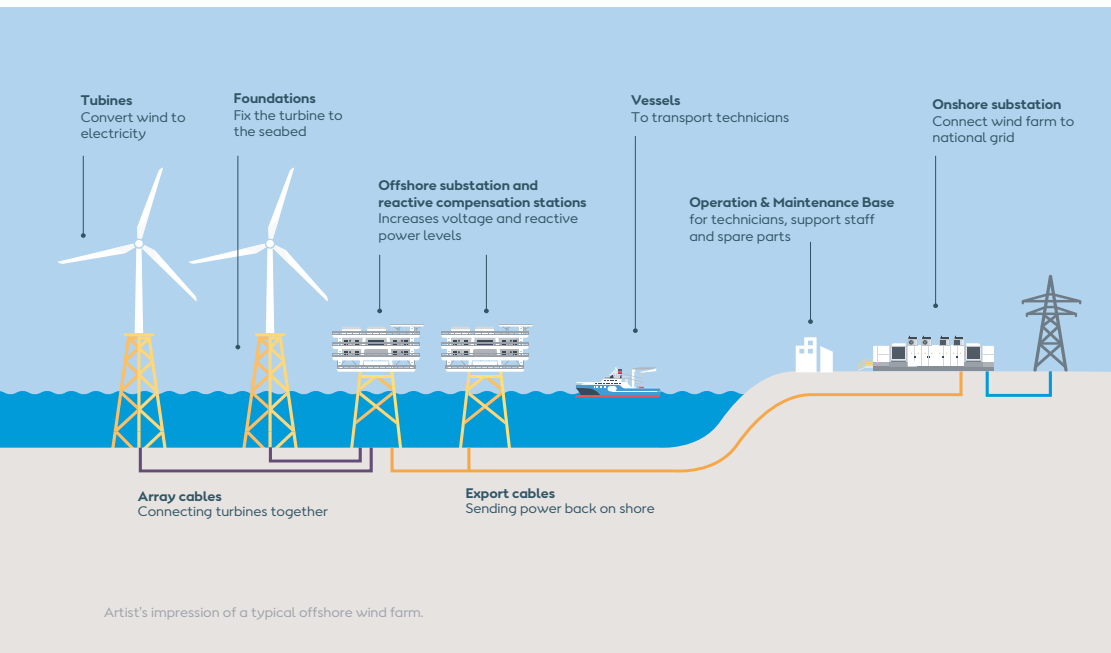 Tubines
Convert wind to
electricity
Foundations
Fix the turbine to
the seabed
Offshore substation and
reactive compensation stations
Increases voltage and reactive
power levels
Vessels
To transport technicians
Operation & Maintenance Base
for technicians, support staff
and spare parts
Onshore substation
Connect wind farm to
national grid
Array cables
Connecting turbines together
Export cables
Sending power back on shore
Artist's impression of a typical offshore wind farm.